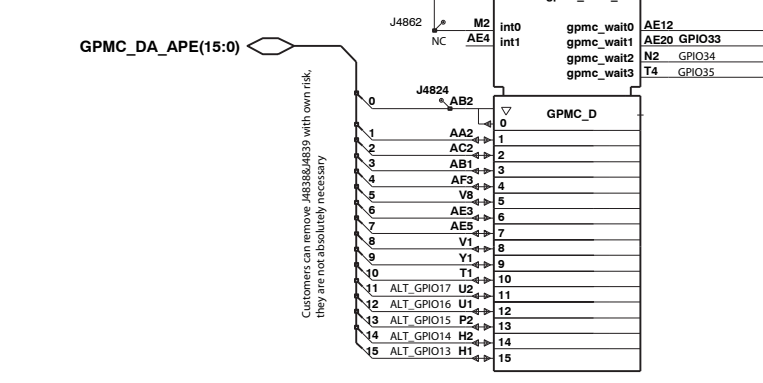 J4862 M2 int0 gpmc_wait0 AE12
NC AE4 int1 gpmc_wait1 AE20 GPIO33
GPMC_DA_APE(15:0)
gpmc_wait2 N2 GPIO34
gpmc_wait3 T4 GPIO35
Customers can remove J4838&J4839 with own risk,
they are not absolutely necessary
J4824
0 AB2 GPMC_D
0
1 AA2 1
2 AC2 2
3 AB1 3
4 AF3 4
5 V8 5
6 AE3 6
7 AE5 7
8 V1 8
9 Y1 9
10 T1 10
11 ALT_GPIO17 U2 11
12 ALT_GPIO16 U1 12
13 ALT_GPIO15 P2 13
14 ALT_GPIO14 H2 14
15 ALT_GPIO13 H1 15